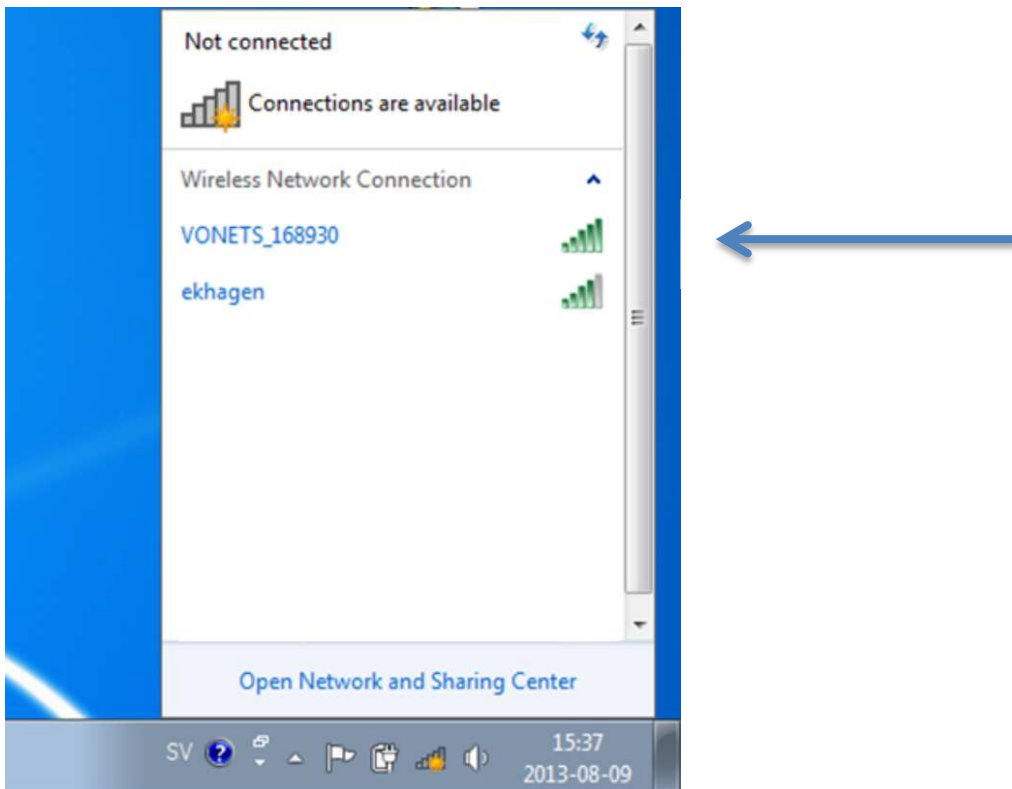 Not connected
Connections are available
Wireless Network Connection
VONETS_168930
ekhagen
Open Network and Sharing Center
SV
15:37
2013-08-09